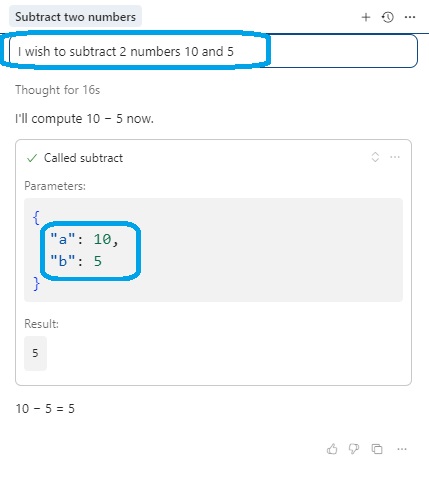 Subtract two numbers
I wish to subtract 2 numbers 10 and 5
Thought for 16s
I'll compute 10 − 5 now.
Called subtract
Parameters:
{
"a": 10,
"b": 5
}
Result:
5
10 − 5 = 5